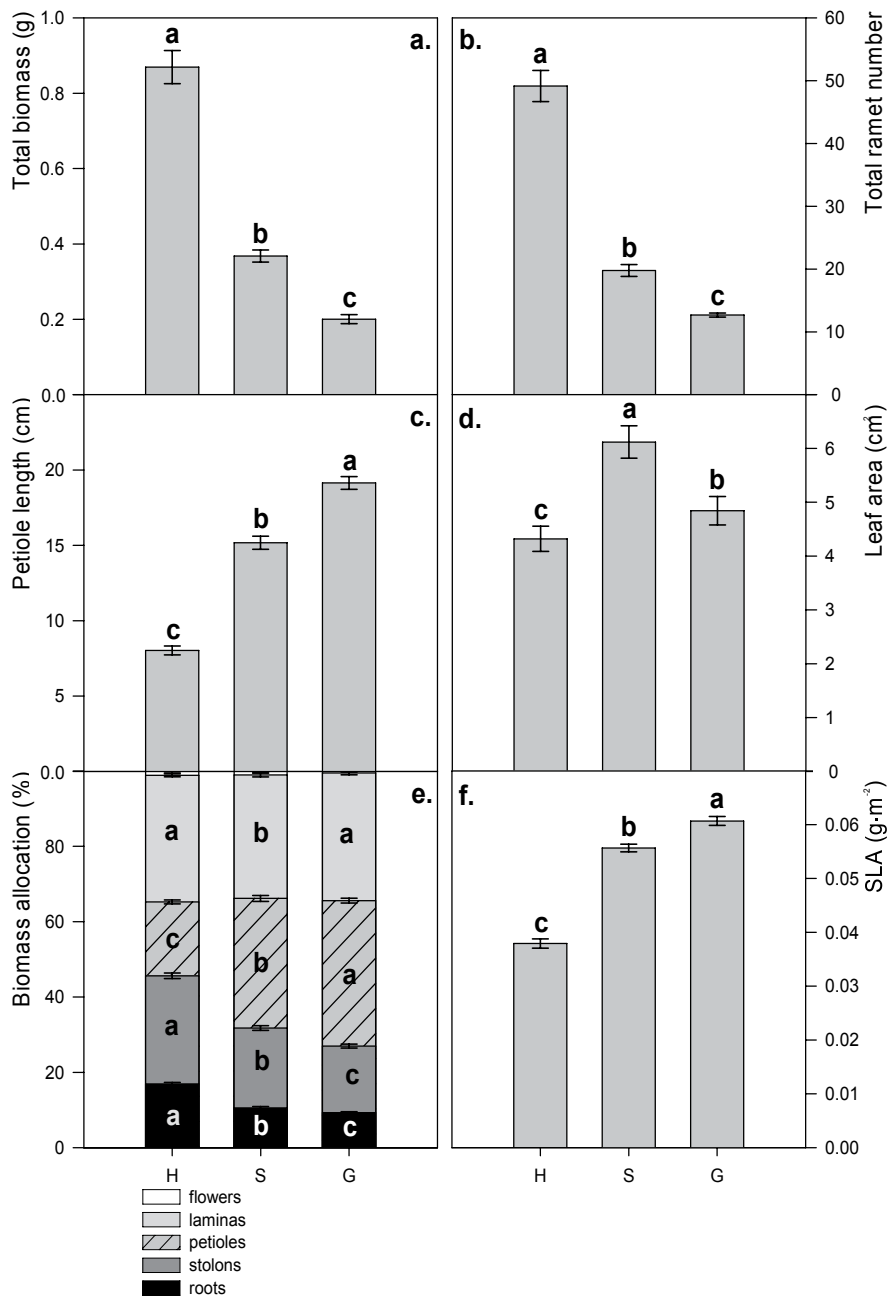 Total biomass (g)
1.0
0.8
0.6
0.4
0.2
0.0
a
b
c
a.
b.
a
b
c
60
50
40
30
20
10
0
Total ramet number
Petiole length (cm)
20
15
10
5
0.0
c
b
a
c.
d.
c
a
b
6
5
4
3
2
1
0
Leaf area (cm²)
Biomass allocation (%)
80
60
40
20
0
a
b
a
c
b
a
a
b
c
a
b
c
e.
f.
c
b
a
0.06
0.05
0.04
0.03
0.02
0.01
0.00
SLA (g·m⁻²)
H S G
H S G
flowers
laminas
petioles
stolons
roots